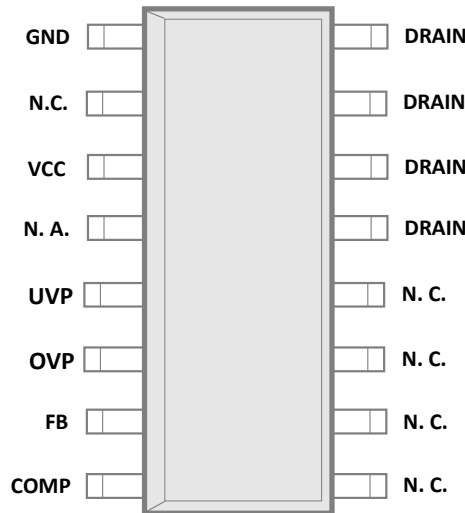 GND DRAIN
N.C. DRAIN
VCC DRAIN
N. A. DRAIN
UVP N. C.
OVP N. C.
FB N. C.
COMP N. C.